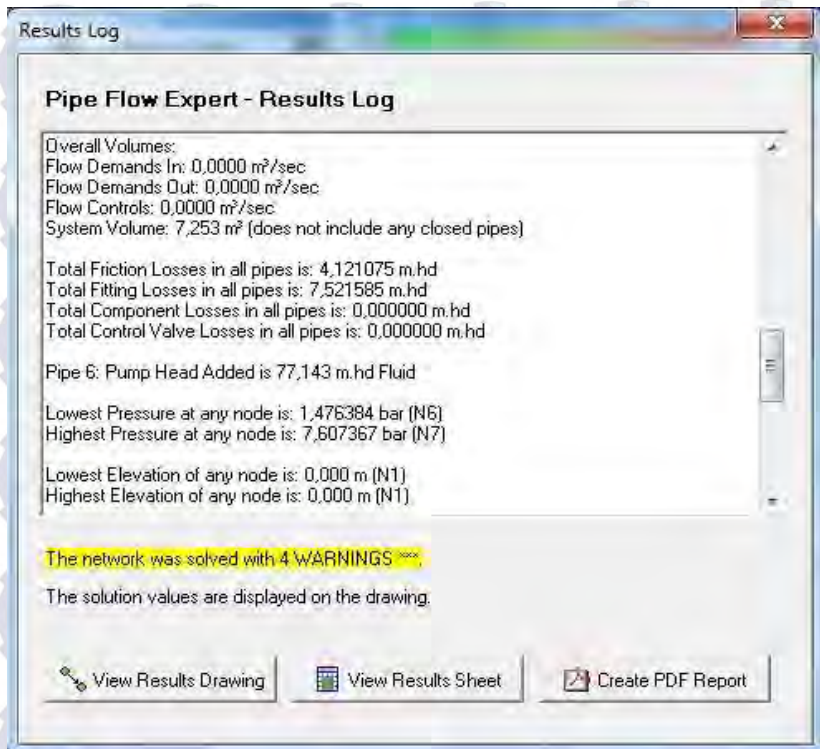 Results Log
Pipe Flow Expert - Results Log
Overall Volumes:
Flow Demands In: 0,0000 m³/sec
Flow Demands Out: 0,0000 m³/sec
Flow Controls: 0,0000 m³/sec
System Volume: 7,253 m³ (does not include any closed pipes)
Total Friction Losses in all pipes is: 4,121075 m.hd
Total Fitting Losses in all pipes is: 7,521585 m.hd
Total Component Losses in all pipes is: 0,000000 m.hd
Total Control Valve Losses in all pipes is: 0,000000 m.hd
Pipe 6: Pump Head Added is 77,143 m.hd Fluid
Lowest Pressure at any node is: 1,476384 bar (N6)
Highest Pressure at any node is: 7,607367 bar (N7)
Lowest Elevation of any node is: 0,000 m (N1)
Highest Elevation of any node is: 0,000 m (N1)
The network was solved with 4 WARNINGS ***.
The solution values are displayed on the drawing.
View Results Drawing
View Results Sheet
Create PDF Report